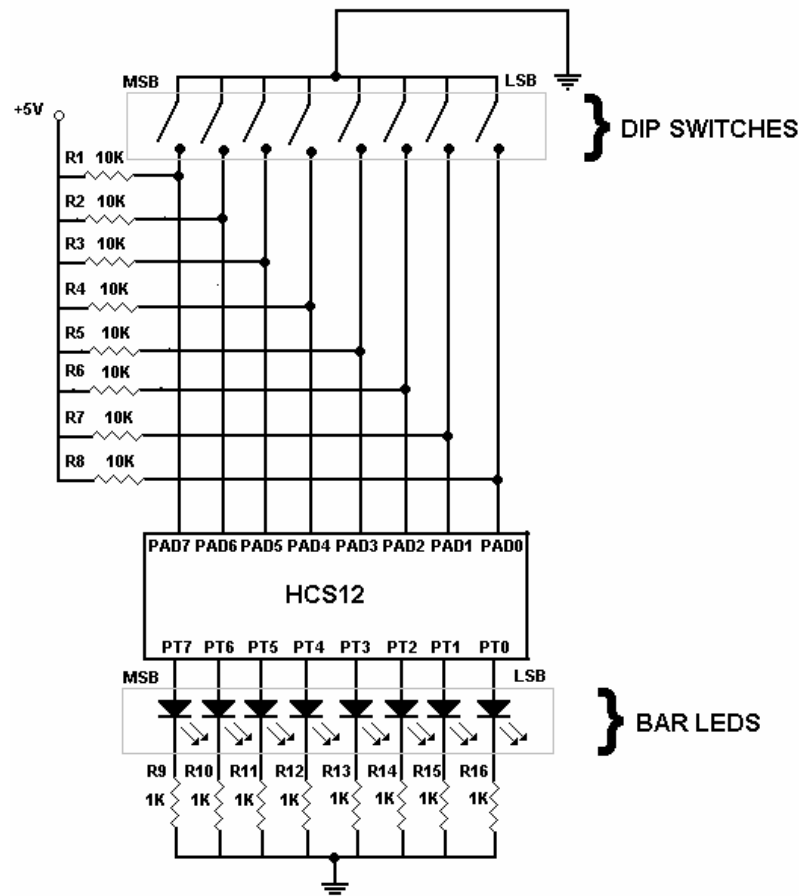 MSB LSB
+5V
} DIP SWITCHES
R1 10K
R2 10K
R3 10K
R4 10K
R5 10K
R6 10K
R7 10K
R8 10K
PAD7 PAD6 PAD5 PAD4 PAD3 PAD2 PAD1 PAD0
HCS12
PT7 PT6 PT5 PT4 PT3 PT2 PT1 PT0
MSB LSB
} BAR LEDS
R9 R10 R11 R12 R13 R14 R15 R16
1K 1K 1K 1K 1K 1K 1K 1K